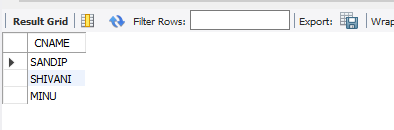 Result Grid Filter Rows: Export: Wrap
CNAME
SANDIP
SHIVANI
MINU